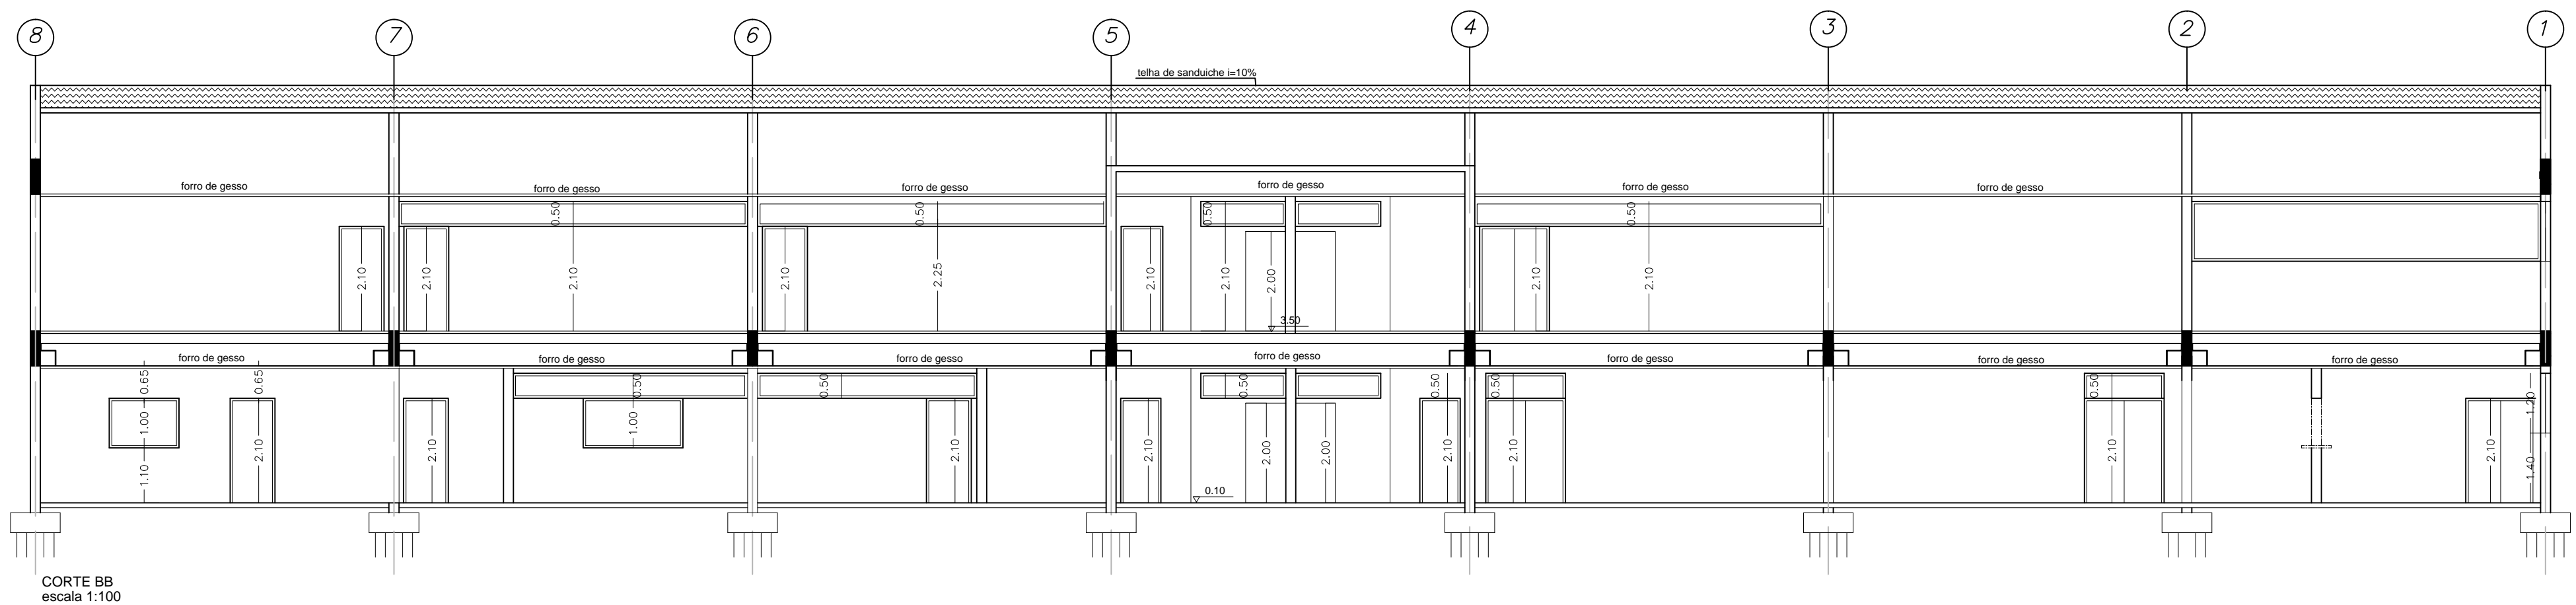 8 7 6 5 4 3 2 1
telha de sanduiche i=10%
forro de gesso forro de gesso forro de gesso forro de gesso forro de gesso forro de gesso
0.50 0.50 0.50 0.50
2.10 2.10 2.10 2.10 2.25 2.10 2.10 2.00 2.10 2.10
3.50
forro de gesso forro de gesso forro de gesso forro de gesso forro de gesso forro de gesso forro de gesso
0.65 0.65 0.50 0.50 0.50 0.50 0.50 0.50 1.20
1.00 2.10 2.10 1.00 2.10 2.10 2.00 2.00 2.10 2.10 2.10 2.10 1.40
1.10
0.10
CORTE BB
escala 1:100